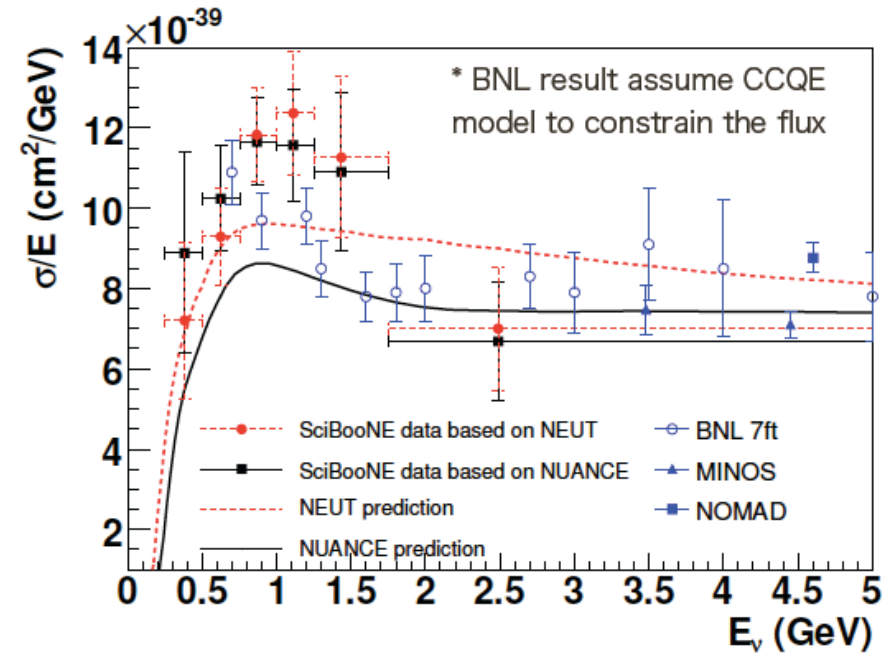 ×10⁻³⁹
14
12
10
8
6
4
2
σ/E (cm²/GeV)
* BNL result assume CCQE
model to constrain the flux
SciBooNE data based on NEUT
SciBooNE data based on NUANCE
NEUT prediction
NUANCE prediction
BNL 7ft
MINOS
NOMAD
0 0.5 1 1.5 2 2.5 3 3.5 4 4.5 5
Eᵥ (GeV)